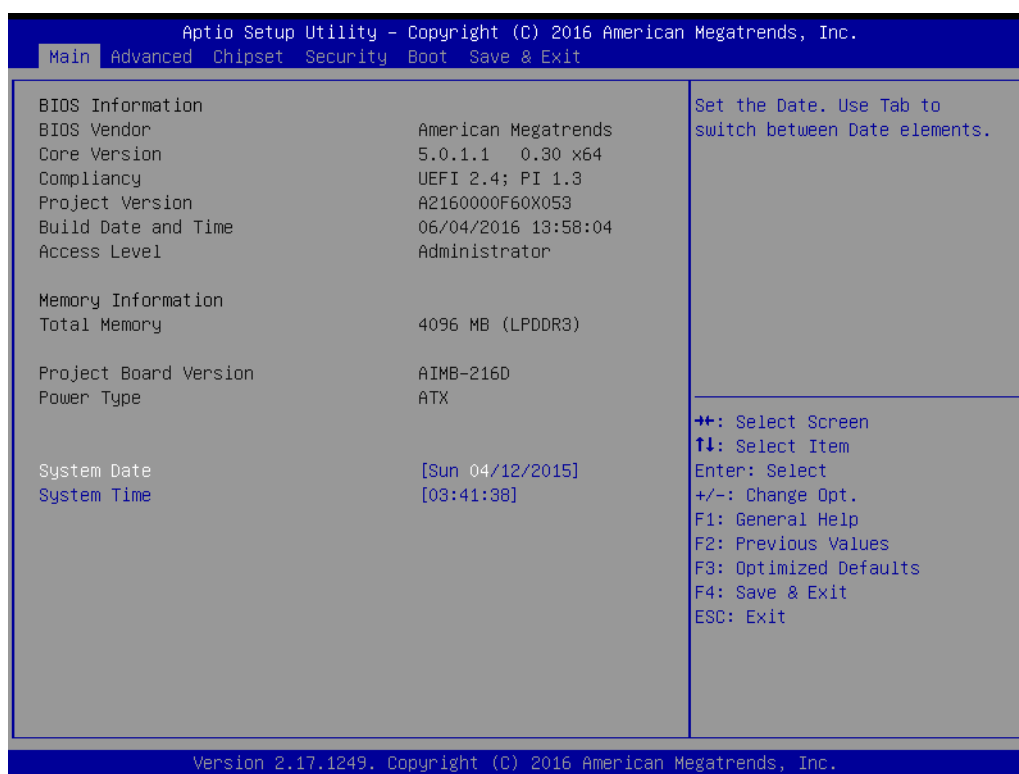 Aptio Setup Utility – Copyright (C) 2016 American Megatrends, Inc.
Main Advanced Chipset Security Boot Save & Exit
BIOS Information
BIOS Vendor American Megatrends
Core Version 5.0.1.1 0.30 x64
Compliancy UEFI 2.4; PI 1.3
Project Version A2160000F60X053
Build Date and Time 06/04/2016 13:58:04
Access Level Administrator
Memory Information
Total Memory 4096 MB (LPDDR3)
Project Board Version AIMB-216D
Power Type ATX
System Date [Sun 04/12/2015]
System Time [03:41:38]
Set the Date. Use Tab to
switch between Date elements.
→←: Select Screen
↑↓: Select Item
Enter: Select
+/-: Change Opt.
F1: General Help
F2: Previous Values
F3: Optimized Defaults
F4: Save & Exit
ESC: Exit
Version 2.17.1249. Copyright (C) 2016 American Megatrends, Inc.